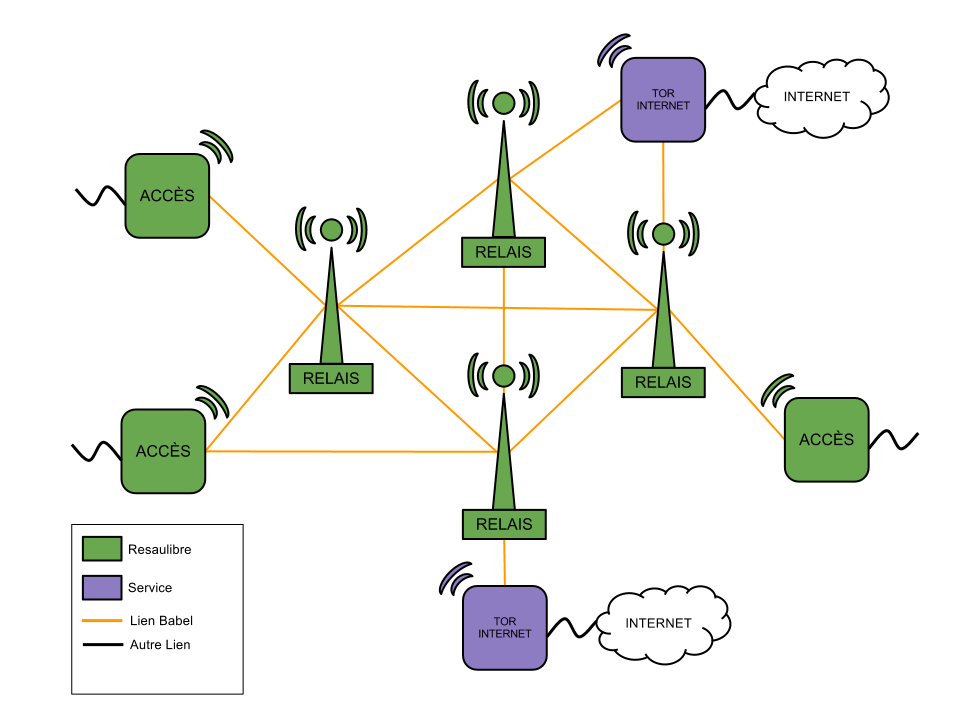 TOR
INTERNET
INTERNET
ACCÈS
RELAIS
RELAIS
RELAIS
ACCÈS
ACCÈS
RELAIS
Resaulibre
Service
Lien Babel
Autre Lien
TOR
INTERNET
INTERNET